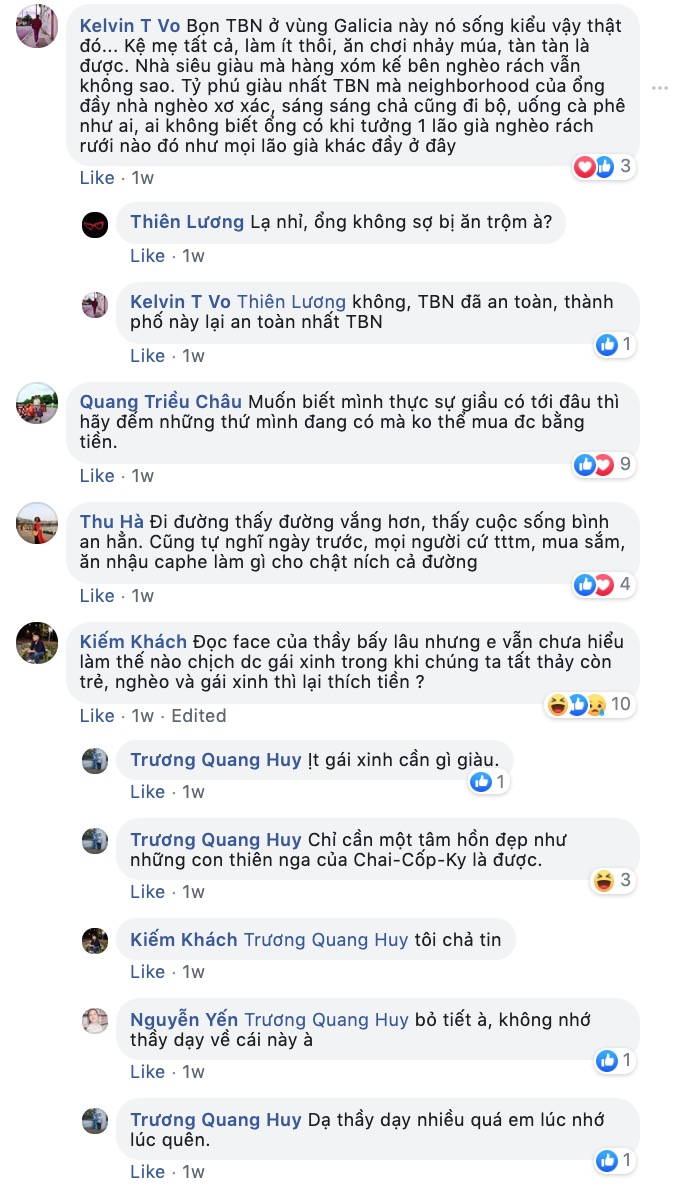 Kelvin T Vo Bọn TBN ở vùng Galicia này nó sống kiểu vậy thật
đó... Kệ mẹ tất cả, làm ít thôi, ăn chơi nhảy múa, tàn tàn là
được. Nhà siêu giàu mà hàng xóm kế bên nghèo rách vẫn
không sao. Tỷ phú giàu nhất TBN mà neighborhood của ổng
đầy nhà nghèo xơ xác, sáng sáng chả cũng đi bộ, uống cà phê
như ai, ai không biết ổng có khi tưởng 1 lão già nghèo rách
rưới nào đó như mọi lão già khác đầy ở đây
3
Like · 1w
Thiên Lương Lạ nhỉ, ổng không sợ bị ăn trộm à?
Like · 1w
Kelvin T Vo Thiên Lương không, TBN đã an toàn, thành
phố này lại an toàn nhất TBN
1
Like · 1w
Quang Triều Châu Muốn biết mình thực sự giầu có tới đâu thì
hãy đếm những thứ mình đang có mà ko thể mua đc bằng
tiền.
9
Like · 1w
Thu Hà Đi đường thấy đường vắng hơn, thấy cuộc sống bình
an hẳn. Cũng tự nghĩ ngày trước, mọi người cứ tttm, mua sắm,
ăn nhậu caphe làm gì cho chật ních cả đường
4
Like · 1w
Kiếm Khách Đọc face của thầy bấy lâu nhưng e vẫn chưa hiểu
làm thế nào chịch dc gái xinh trong khi chúng ta tất thảy còn
trẻ, nghèo và gái xinh thì lại thích tiền ?
10
Like · 1w · Edited
Trương Quang Huy Ịt gái xinh cần gì giàu.
1
Like · 1w
Trương Quang Huy Chỉ cần một tâm hồn đẹp như
những con thiên nga của Chai-Cốp-Ky là được.
3
Like · 1w
Kiếm Khách Trương Quang Huy tôi chả tin
Like · 1w
Nguyễn Yến Trương Quang Huy bỏ tiết à, không nhớ
thầy dạy về cái này à
1
Like · 1w
Trương Quang Huy Dạ thầy dạy nhiều quá em lúc nhớ
lúc quên.
1
Like · 1w